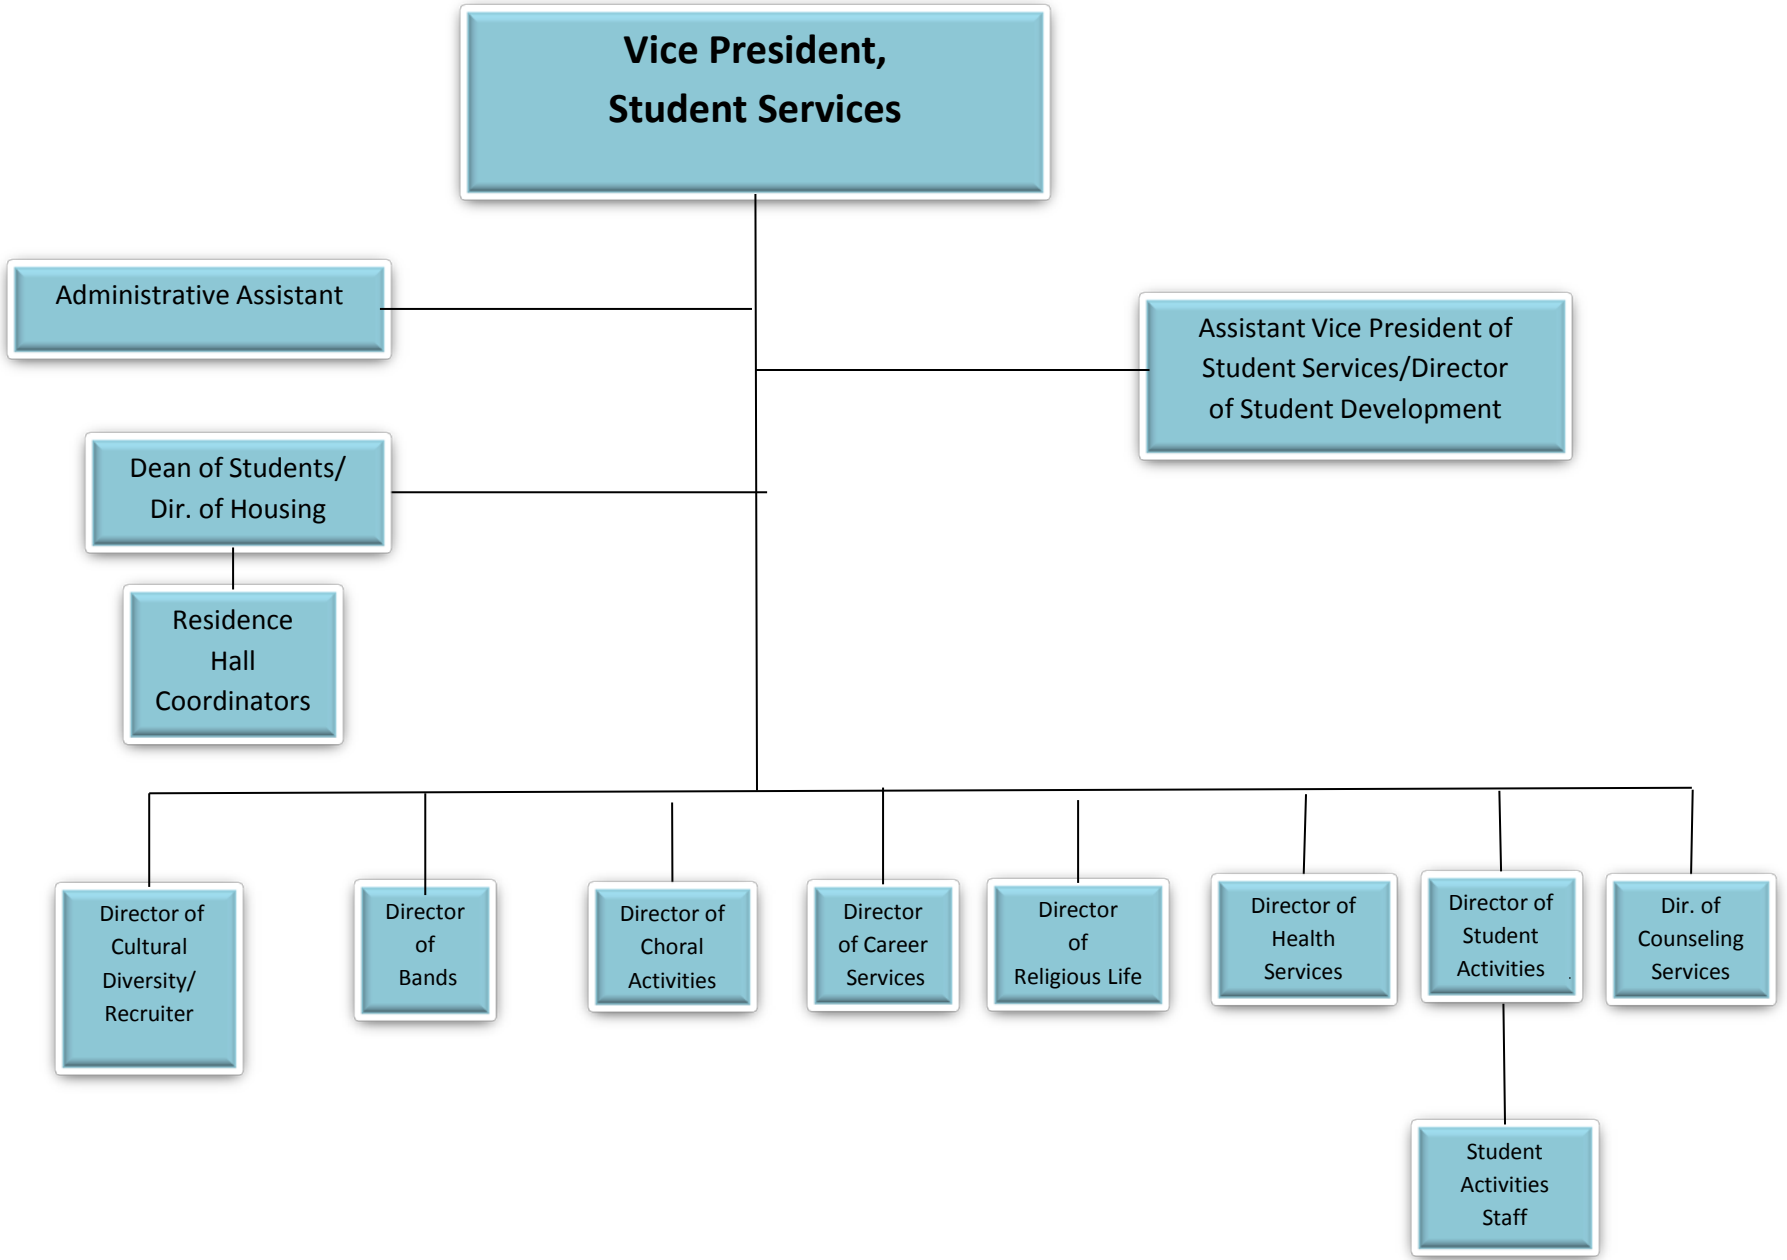 Vice President,
Student Services
Administrative Assistant
Assistant Vice President of
Student Services/Director
of Student Development
Dean of Students/
Dir. of Housing
Residence
Hall
Coordinators
Director of
Cultural
Diversity/
Recruiter
Director
of
Bands
Director of
Choral
Activities
Director
of Career
Services
Director
of
Religious Life
Director of
Health
Services
Director of
Student
Activities .
Dir. of
Counseling
Services
Student
Activities
Staff